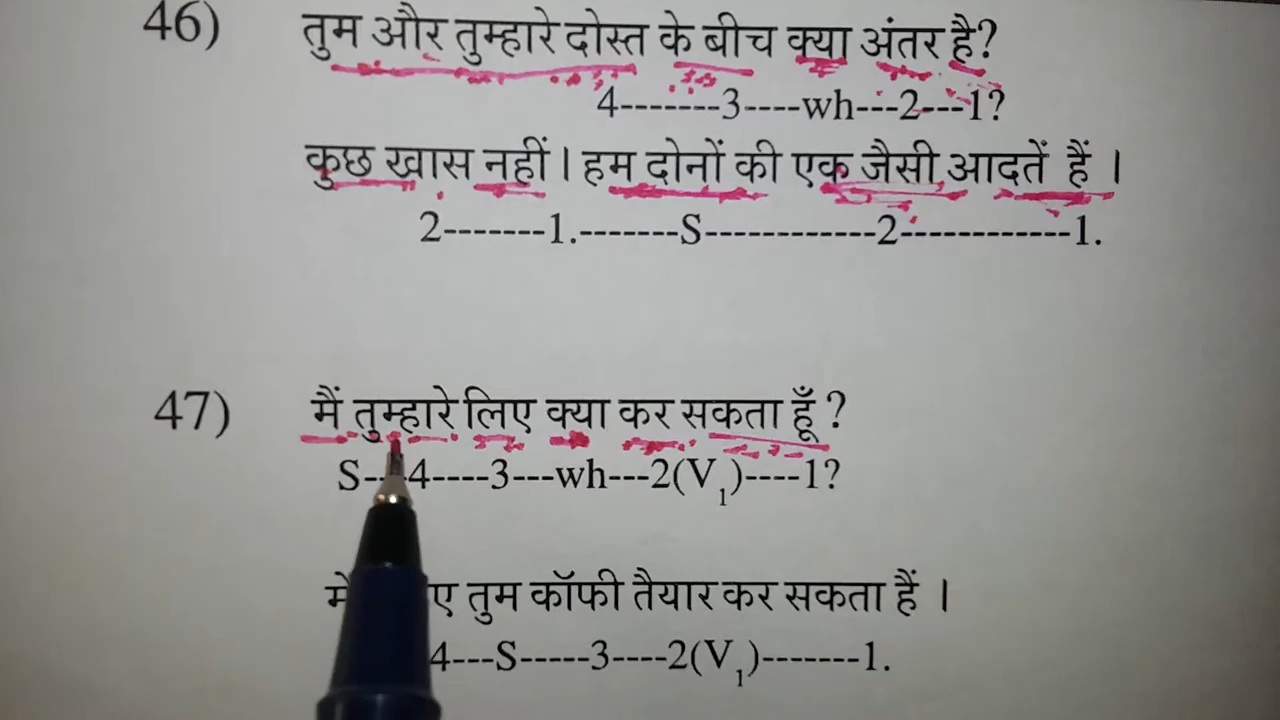 46) तुम और तुम्हारे दोस्त के बीच क्या अंतर है?
4-------3----wh---2---1?
कुछ खास नहीं । हम दोनों की एक जैसी आदतें हैं ।
2-------1.-------S------------2------------1.
47) मैं तुम्हारे लिए क्या कर सकता हूँ ?
S---4----3---wh---2(V₁)----1?
तुम कॉफी तैयार कर सकता हैं ।
4---S-----3----2(V₁)-------1.